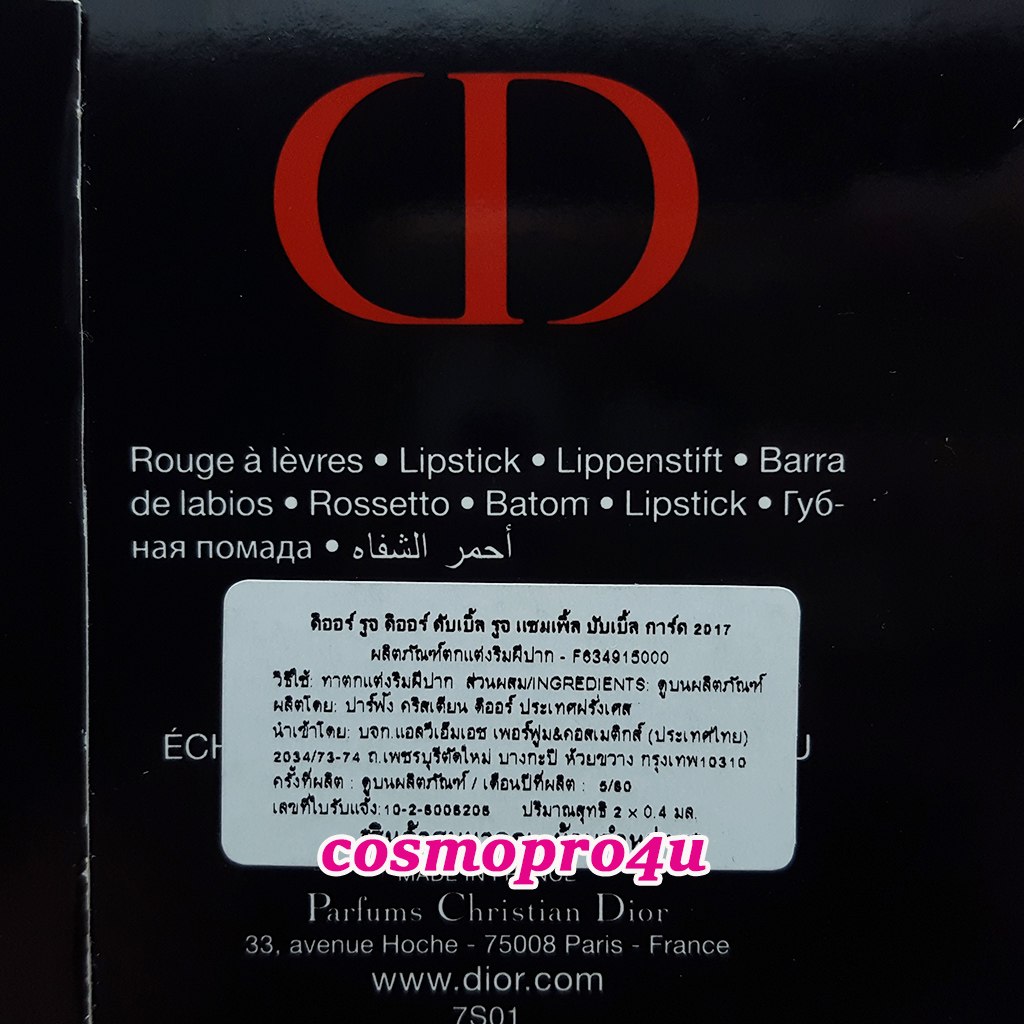 CD
Rouge à lèvres • Lipstick • Lippenstift • Barra
de labios • Rossetto • Batom • Lipstick • Губ-
ная помада • أحمر الشفاه
ดิออร์ รูจ ดิออร์ ดับเบิ้ล รูจ แซมเพิ้ล บับเบิ้ล การ์ด 2017
ผลิตภัณฑ์ตกแต่งริมฝีปาก - F634915000
วิธีใช้: ทาตกแต่งริมฝีปาก ส่วนผสม/INGREDIENTS: ดูบนผลิตภัณฑ์
ผลิตโดย: ปาร์ฟัง คริสเตียน ดิออร์ ประเทศฝรั่งเศส
นำเข้าโดย: บจก.แอลวีเอ็มเอช เพอร์ฟูม&คอสเมติกส์ (ประเทศไทย)
2034/73-74 ถ.เพชรบุรีตัดใหม่ บางกะปิ ห้วยขวาง กรุงเทพ10310
ครั้งที่ผลิต : ดูบนผลิตภัณฑ์ / เดือนปีที่ผลิต : 5/60
เลขที่ใบรับแจ้ง:10-2-6006206 ปริมาณสุทธิ 2 x 0.4 มล.
cosmopro4u
MADE IN FRANCE
Parfums Christian Dior
33, avenue Hoche - 75008 Paris - France
www.dior.com
7S01